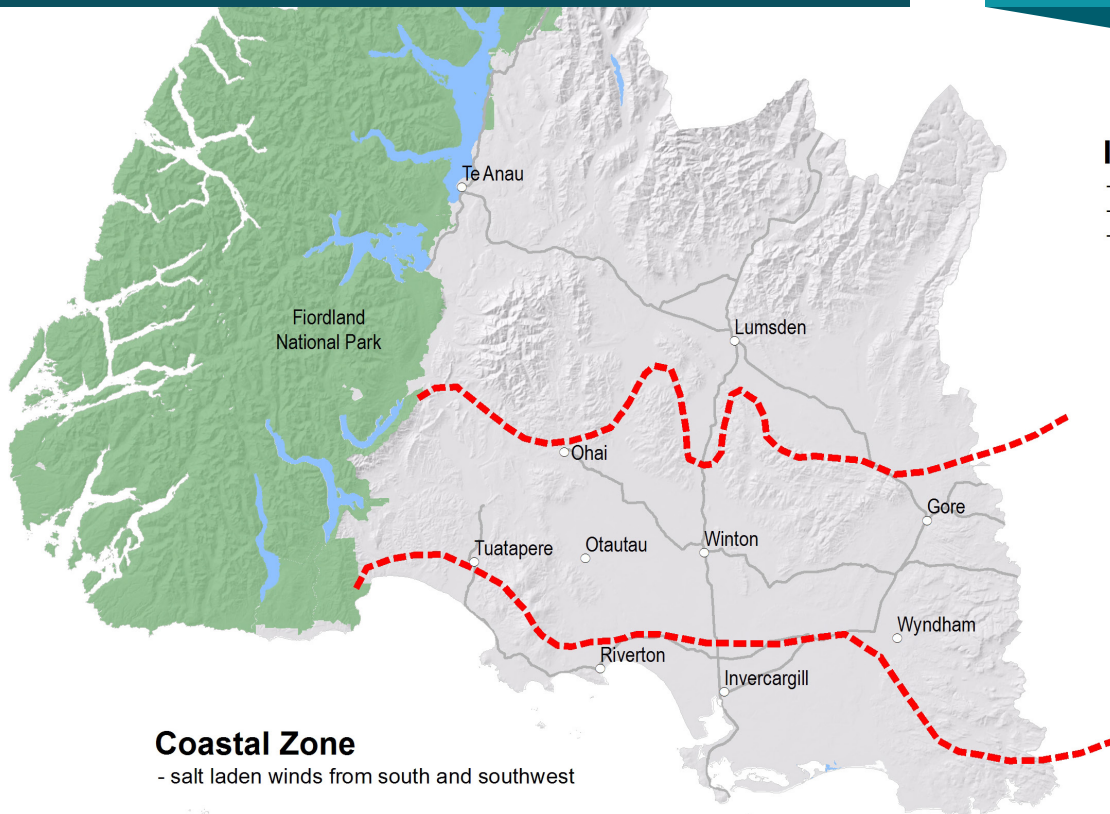 Te Anau
Fiordland
National Park
Lumsden
Ohai
Gore
Tuatapere
Otautau
Winton
Wyndham
Riverton
Invercargill
Coastal Zone
- salt laden winds from south and southwest